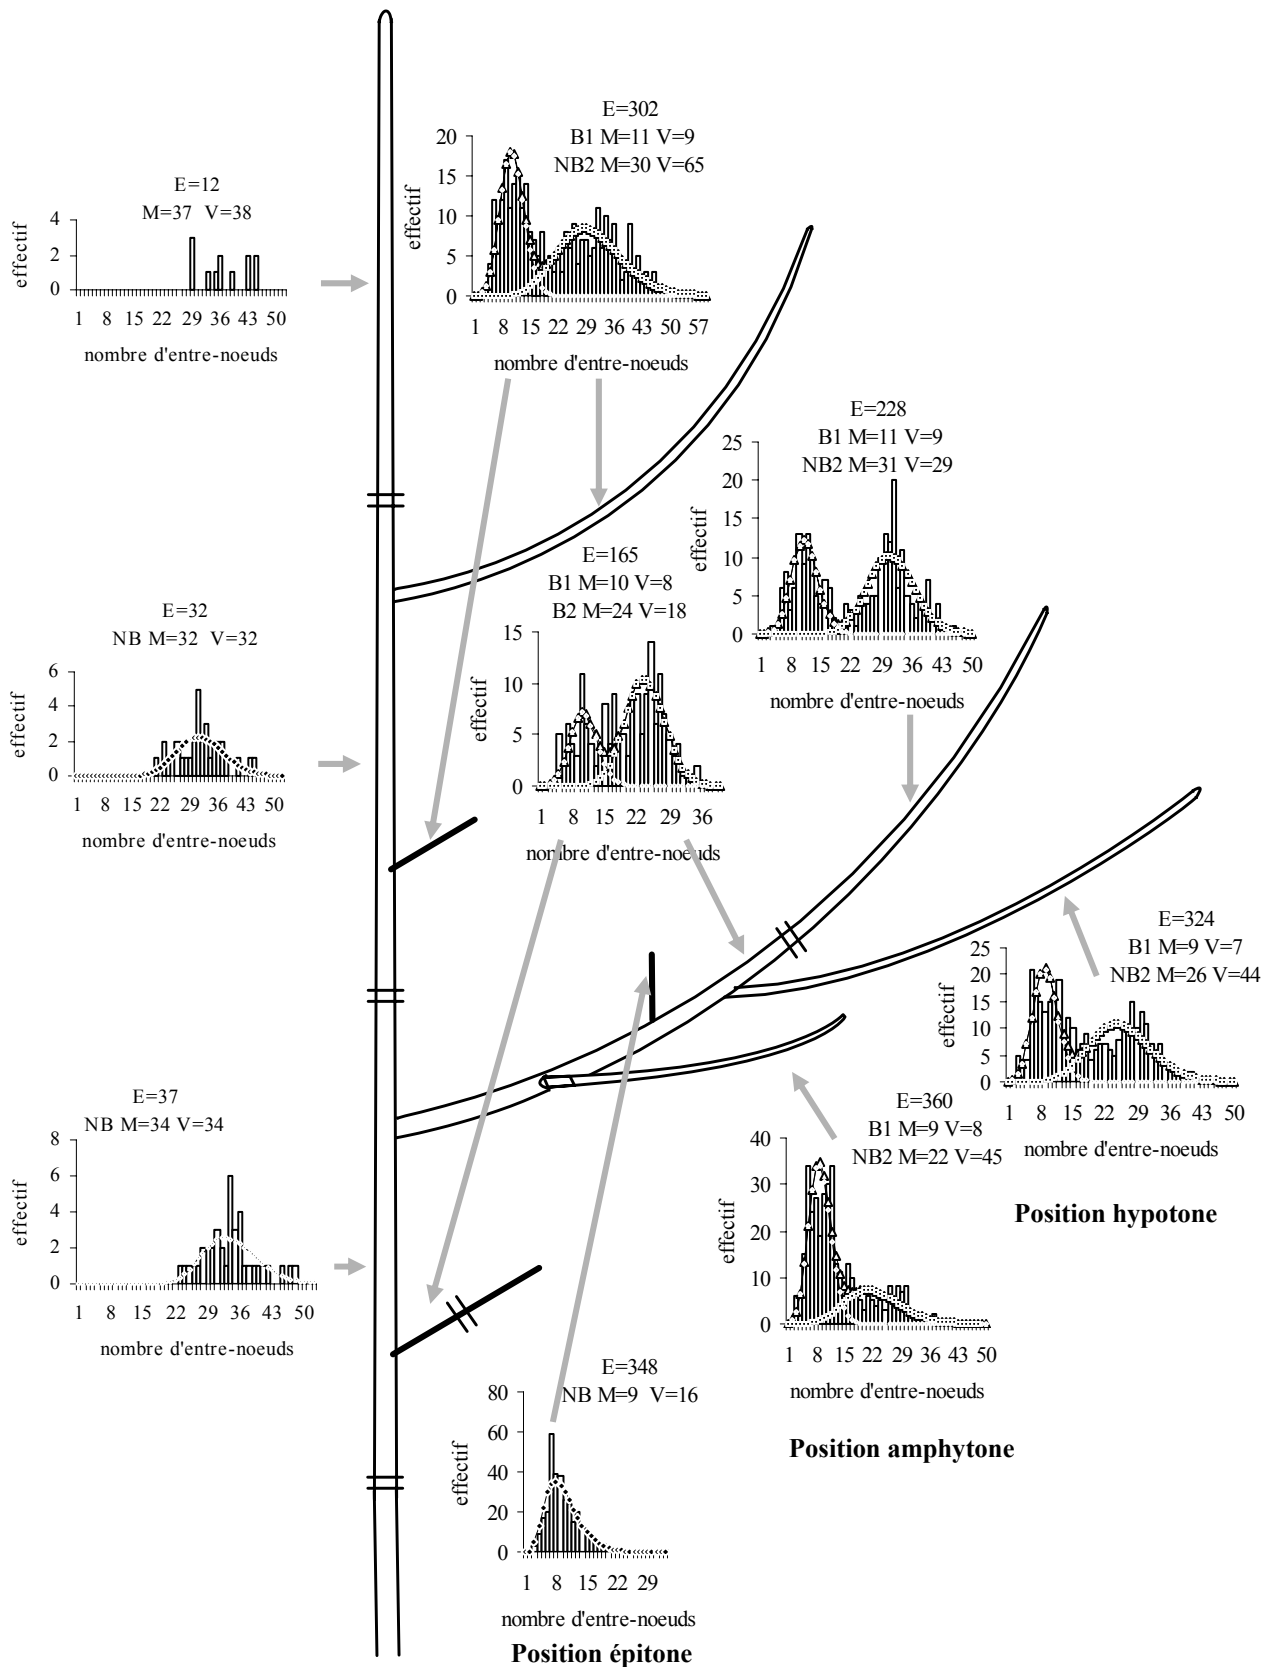 E=302
B1 M=11 V=9
NB2 M=30 V=65
20
15
10
5
0
effectif
1 8 15 22 29 36 43 50 57
nombre d'entre-noeuds
E=12
M=37 V=38
4
2
0
effectif
1 8 15 22 29 36 43 50
nombre d'entre-noeuds
E=228
B1 M=11 V=9
NB2 M=31 V=29
25
20
15
10
5
0
effectif
1 8 15 22 29 36 43 50
nombre d'entre-noeuds
E=165
B1 M=10 V=8
B2 M=24 V=18
15
10
5
0
effectif
1 8 15 22 29 36
nombre d'entre-noeuds
E=32
NB M=32 V=32
6
4
2
0
effectif
1 8 15 22 29 36 43 50
nombre d'entre-noeuds
E=324
B1 M=9 V=7
NB2 M=26 V=44
25
20
15
10
5
0
effectif
1 8 15 22 29 36 43 50
nombre d'entre-noeuds
Position hypotone
E=37
NB M=34 V=34
8
6
4
2
0
effectif
1 8 15 22 29 36 43 50
nombre d'entre-noeuds
E=360
B1 M=9 V=8
NB2 M=22 V=45
40
30
20
10
0
effectif
1 8 15 22 29 36 43 50
nombre d'entre-noeuds
Position amphytone
E=348
NB M=9 V=16
80
60
40
20
0
effectif
1 8 15 22 29
nombre d'entre-noeuds
Position épitone